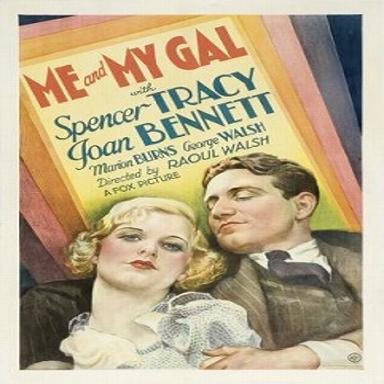 ME and MY GAL
with
Spencer TRACY
Joan BENNETT
Marion BURNS George WALSH
Directed by RAOUL WALSH
A FOX PICTURE